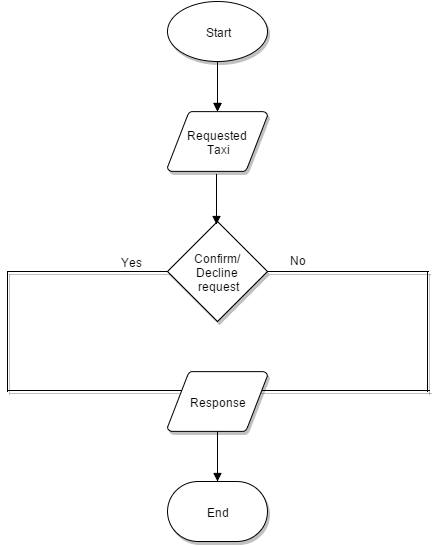 Start
Requested
Taxi
Confirm/
Decline
request
Yes
No
Response
End